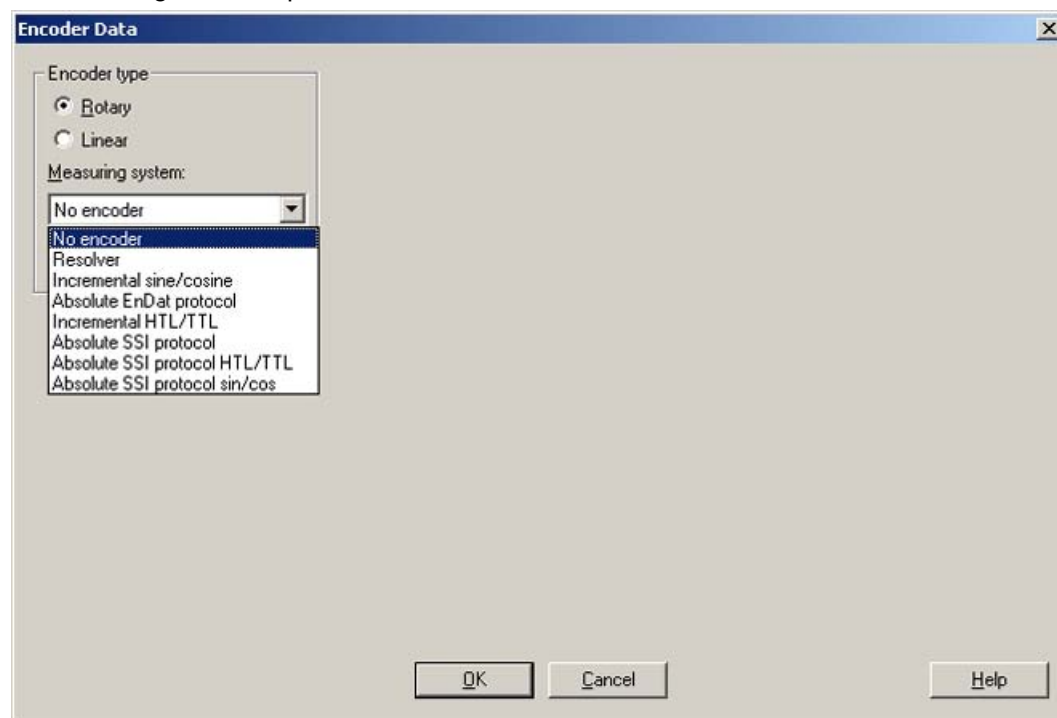 Encoder Data
Encoder type
Rotary
Linear
Measuring system:
No encoder
No encoder
Resolver
Incremental sine/cosine
Absolute EnDat protocol
Incremental HTL/TTL
Absolute SSI protocol
Absolute SSI protocol HTL/TTL
Absolute SSI protocol sin/cos
OK
Cancel
Help